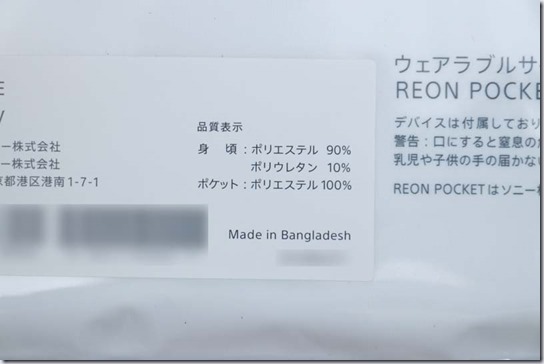 ー株式会社
ー株式会社
京都港区港南1-7-1
品質表示
身 頃：ポリエステル 90%
ポリウレタン 10%
ポケット：ポリエステル100%
Made in Bangladesh
ウェアラブルサ
REON POCKE
デバイスは付属しており
警告：口にすると窒息の
乳児や子供の手の届かな
REON POCKETはソニー